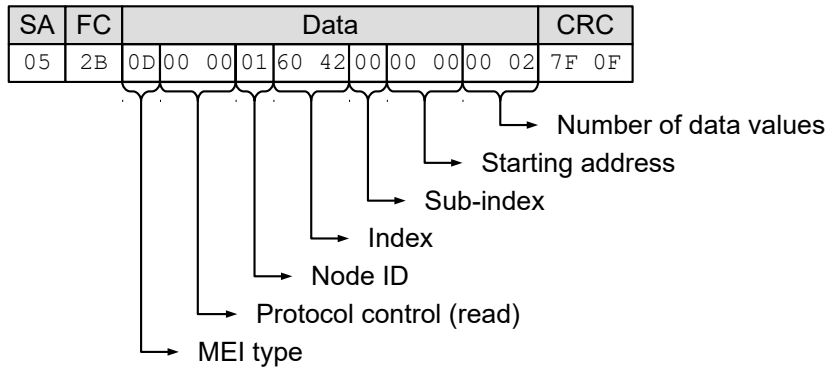 SA FC Data CRC
05 2B 0D 00 00 01 60 42 00 00 00 00 02 7F 0F
Number of data values
Starting address
Sub-index
Index
Node ID
Protocol control (read)
MEI type